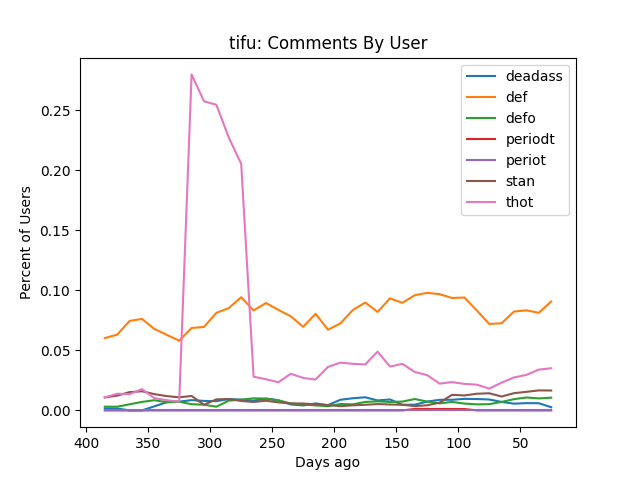 tifu: Comments By User
Percent of Users
0.25
0.20
0.15
0.10
0.05
0.00
deadass
def
defo
periodt
periot
stan
thot
400 350 300 250 200 150 100 50
Days ago